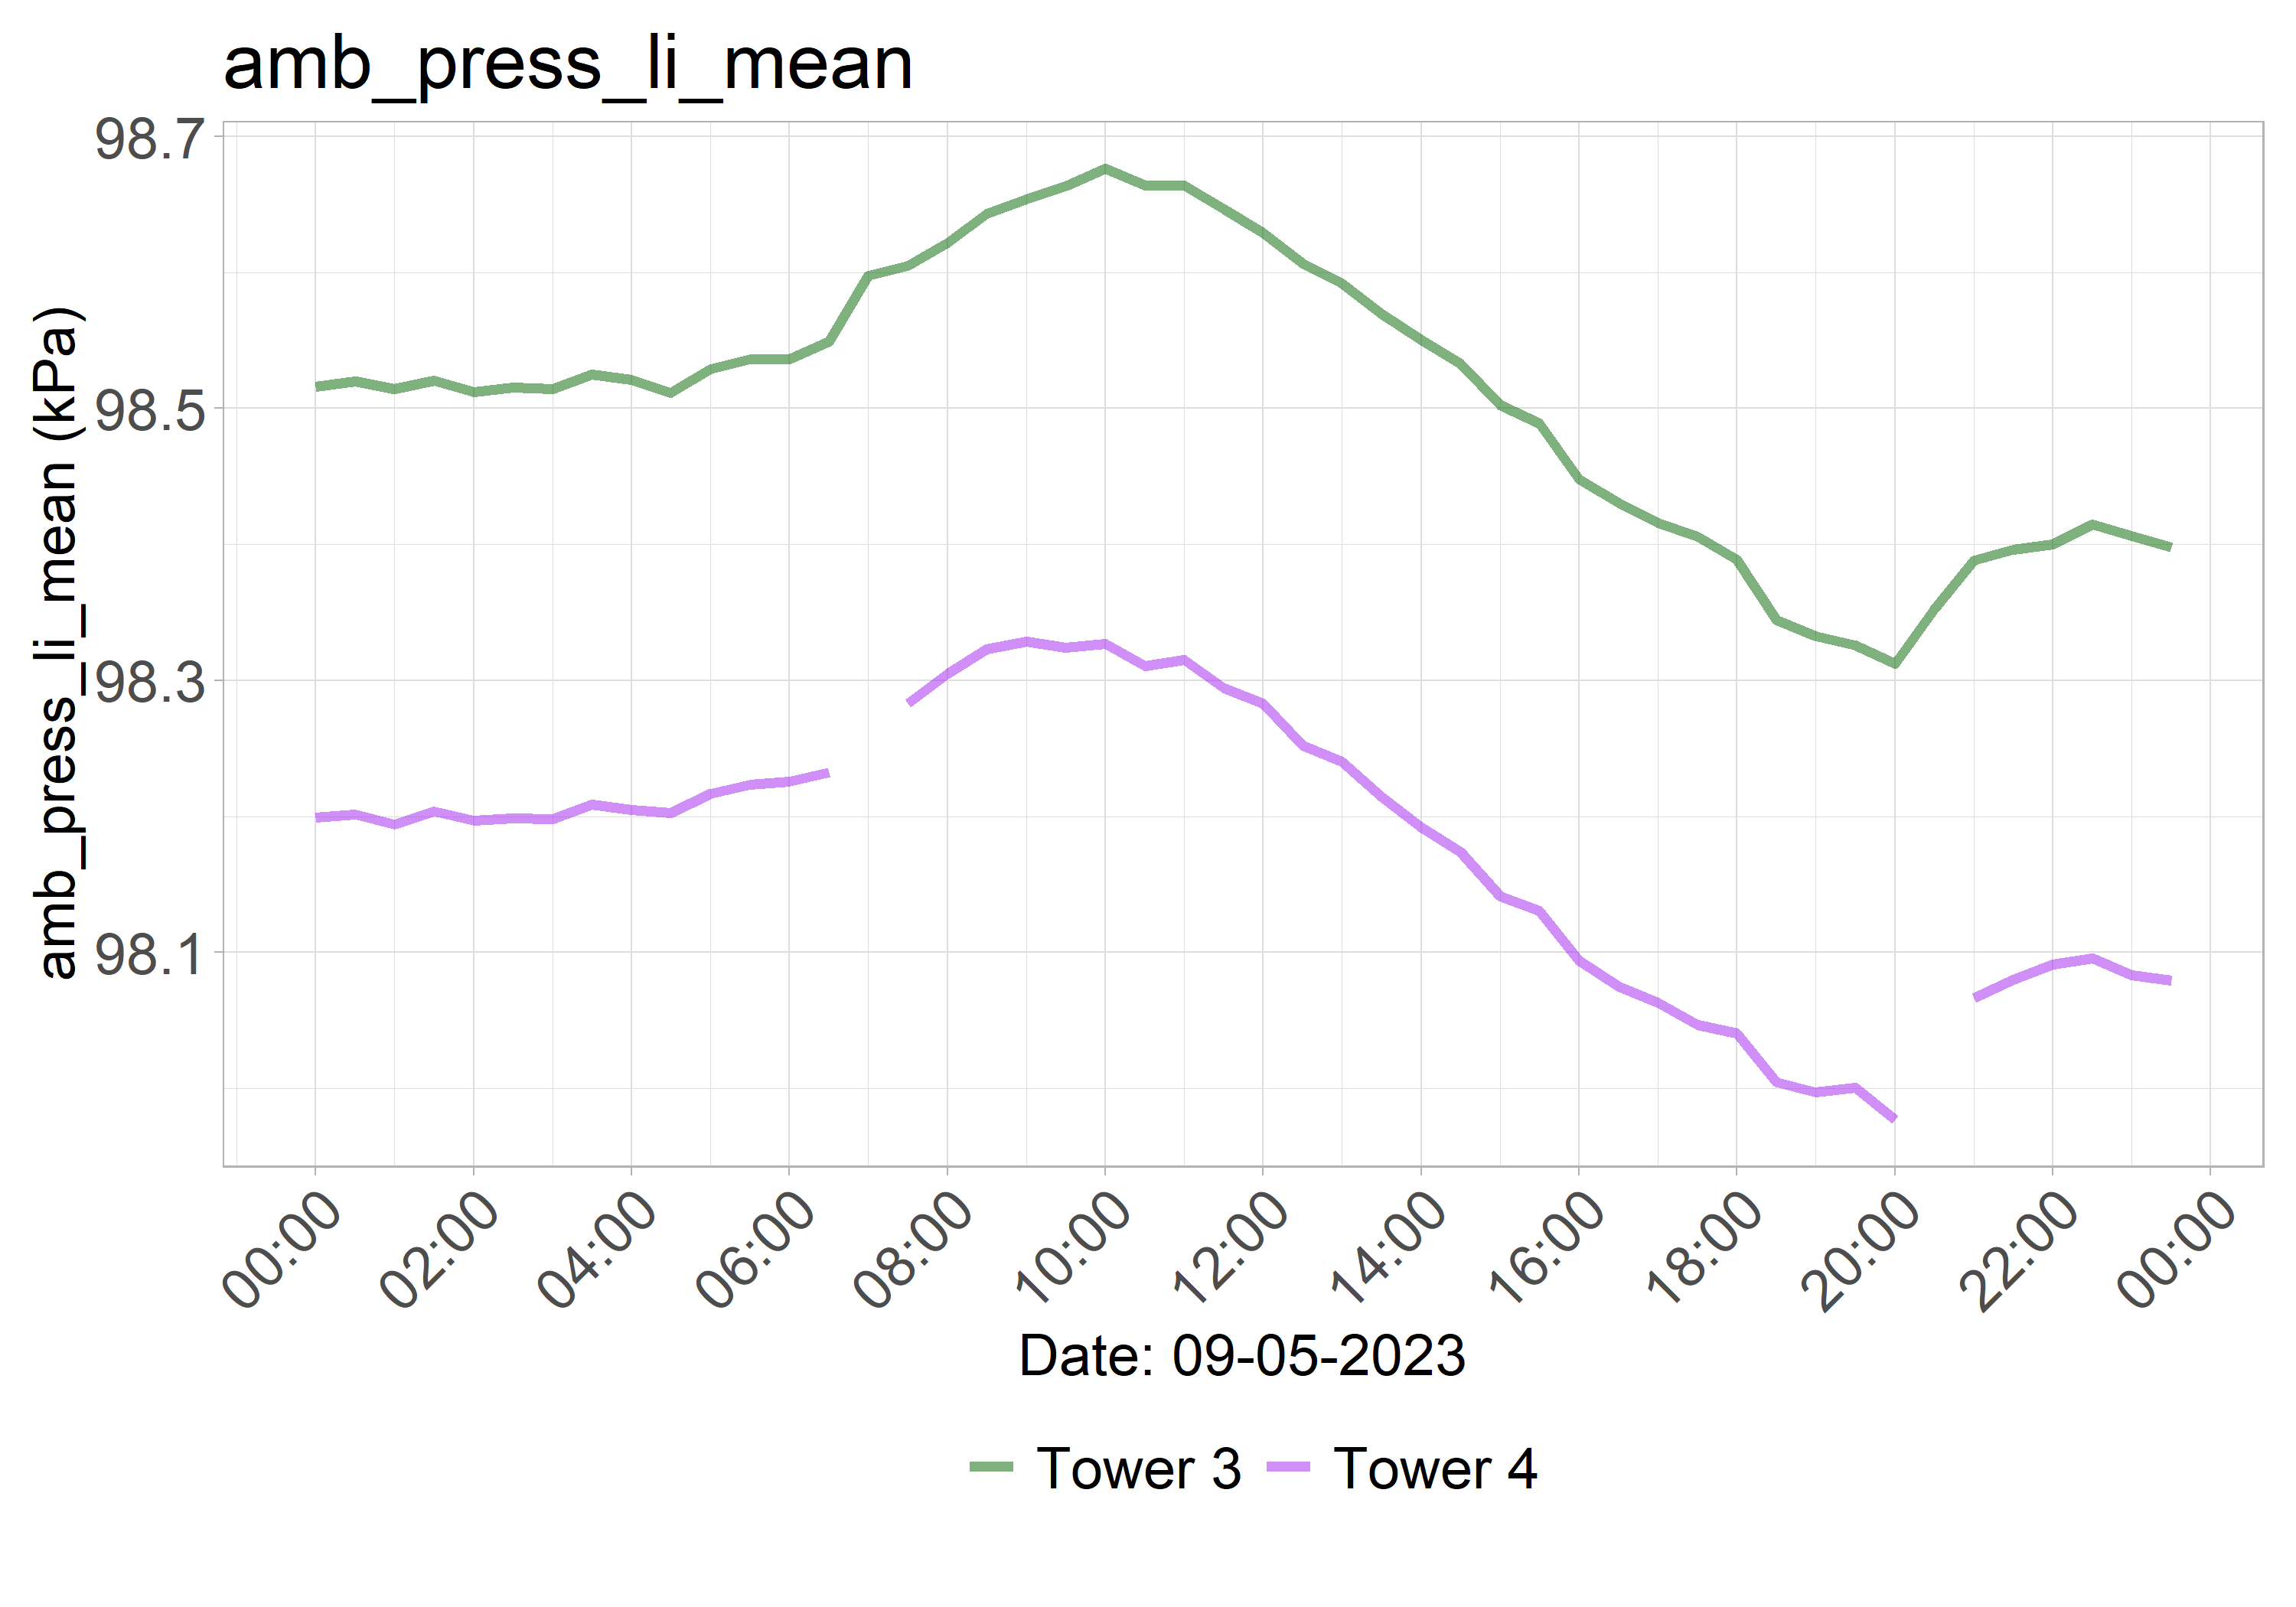 amb_press_li_mean
amb_press_li_mean (kPa)
98.7
98.5
98.3
98.1
00:00 02:00 04:00 06:00 08:00 10:00 12:00 14:00 16:00 18:00 20:00 22:00 00:00
Date: 09-05-2023
Tower 3 Tower 4